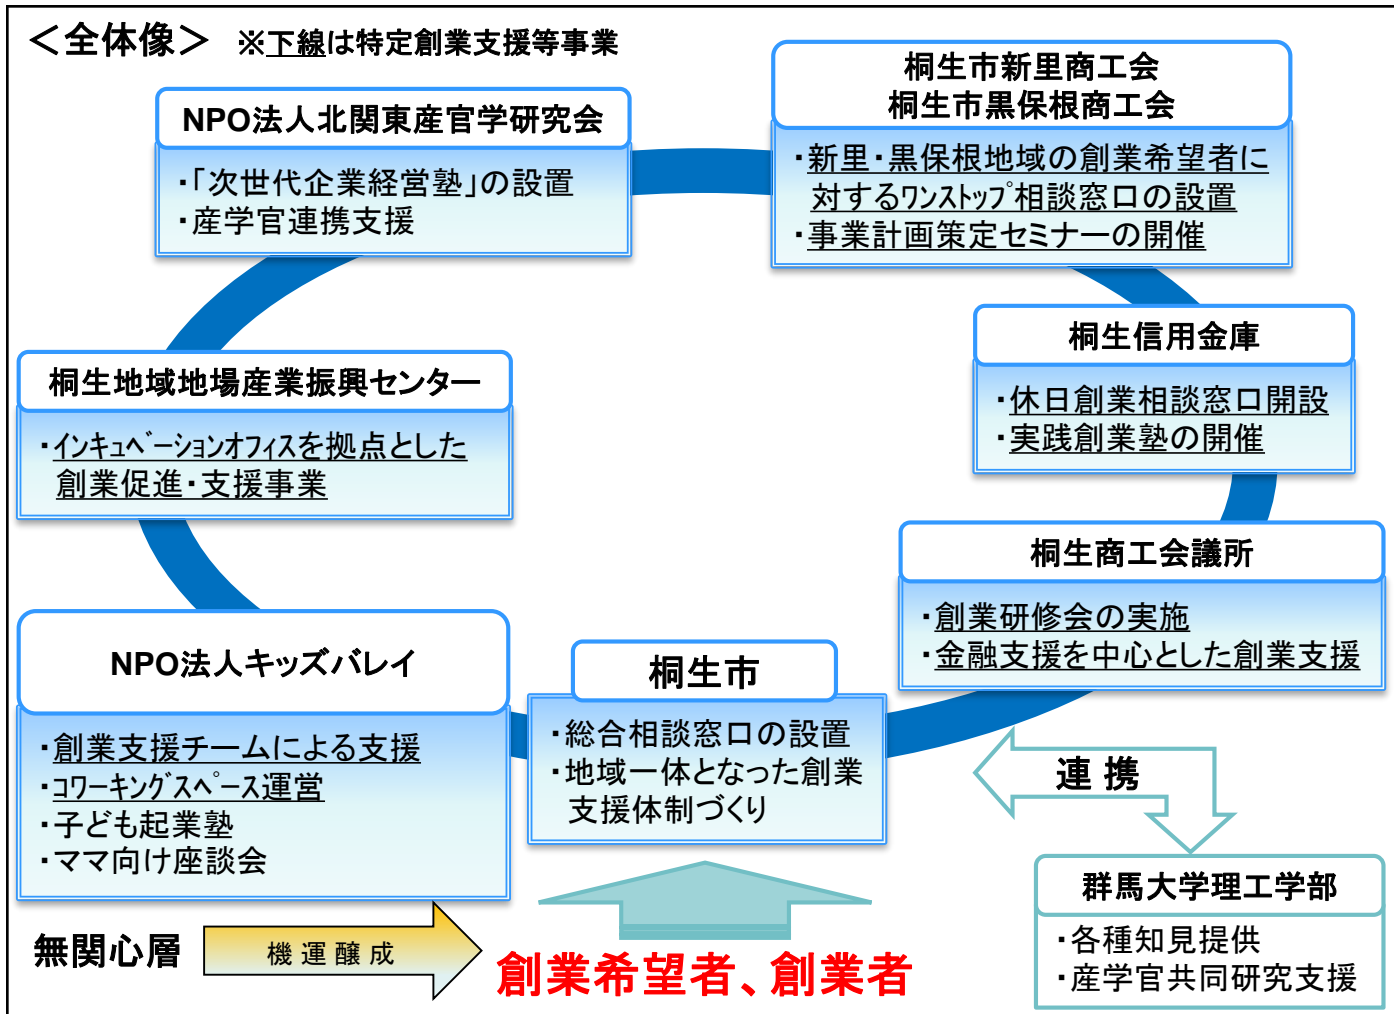 ＜全体像＞ ※下線は特定創業支援等事業
NPO法人北関東産官学研究会
・「次世代企業経営塾」の設置
・産学官連携支援
桐生市新里商工会
桐生市黒保根商工会
・新里・黒保根地域の創業希望者に
対するﾜﾝｽﾄｯﾌﾟ相談窓口の設置
・事業計画策定セミナーの開催
桐生信用金庫
・休日創業相談窓口開設
・実践創業塾の開催
桐生地域地場産業振興センター
・ｲﾝｷｭﾍﾞｰｼｮﾝｵﾌｨｽを拠点とした
創業促進・支援事業
桐生商工会議所
・創業研修会の実施
・金融支援を中心とした創業支援
NPO法人キッズバレイ
・創業支援チームによる支援
・ｺﾜｰｷﾝｸﾞｽﾍﾟｰｽ運営
・子ども起業塾
・ママ向け座談会
桐生市
・総合相談窓口の設置
・地域一体となった創業
支援体制づくり
連 携
群馬大学理工学部
・各種知見提供
・産学官共同研究支援
無関心層
機運醸成
創業希望者、創業者